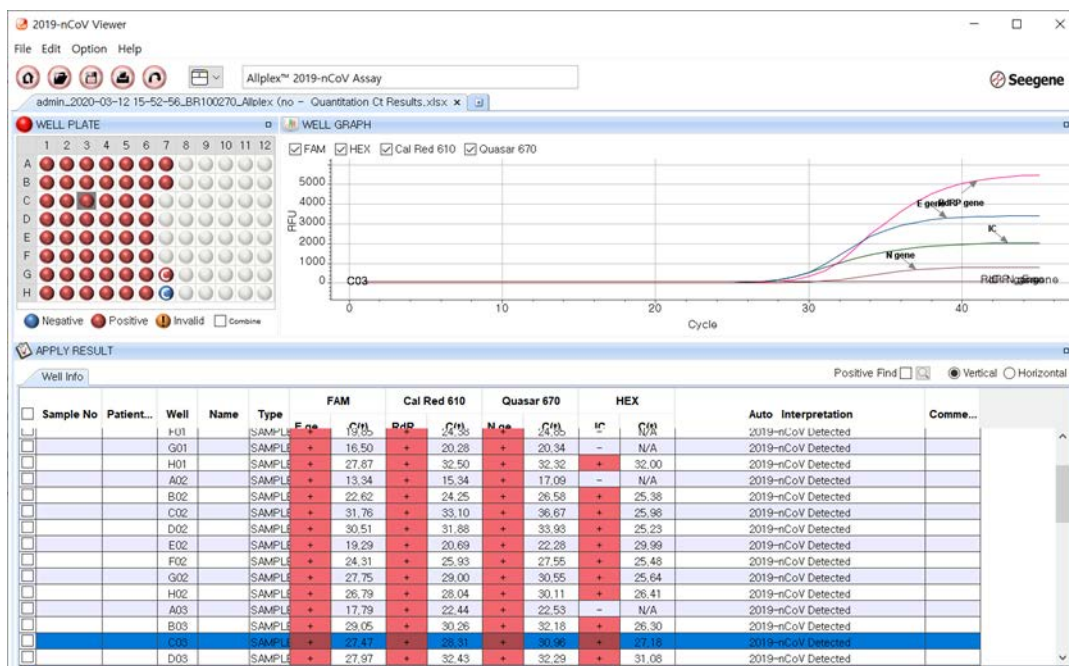 2019-nCoV Viewer
File Edit Option Help
Allplex™ 2019-nCoV Assay
Seegene
admin_2020-03-12 15-52-56_BR100270_Allplex (no - Quantitation Ct Results.xlsx
WELL PLATE
1 2 3 4 5 6 7 8 9 10 11 12
A
B
C
D
E
F
G C
H C
Negative Positive Invalid Combine
WELL GRAPH
FAM HEX Cal Red 610 Quasar 670
5000
4000
3000
2000
1000
0
RFU
E gene RdRP gene
IC
N gene
C03
0 10 20 30 40
Cycle
APPLY RESULT
Well Info
Positive Find Vertical Horizontal
FAM Cal Red 610 Quasar 670 HEX
Sample No Patient... Well Name Type E ge C(t) RdR C(t) N ge C(t) IC C(t) Auto Interpretation Comme...
F01 SAMPLE + 19,65 + 24,38 + 24,85 - N/A 2019-nCoV Detected
G01 SAMPLE + 16,50 + 20,28 + 20,34 - N/A 2019-nCoV Detected
H01 SAMPLE + 27,87 + 32,50 + 32,32 + 32,00 2019-nCoV Detected
A02 SAMPLE + 13,34 + 15,34 + 17,09 - N/A 2019-nCoV Detected
B02 SAMPLE + 22,62 + 24,25 + 26,58 + 25,38 2019-nCoV Detected
C02 SAMPLE + 31,76 + 33,10 + 36,67 + 25,98 2019-nCoV Detected
D02 SAMPLE + 30,51 + 31,88 + 33,93 + 25,23 2019-nCoV Detected
E02 SAMPLE + 19,29 + 20,69 + 22,28 + 29,99 2019-nCoV Detected
F02 SAMPLE + 24,31 + 25,93 + 27,55 + 25,48 2019-nCoV Detected
G02 SAMPLE + 27,75 + 29,00 + 30,55 + 25,64 2019-nCoV Detected
H02 SAMPLE + 26,79 + 28,04 + 30,11 + 26,41 2019-nCoV Detected
A03 SAMPLE + 17,79 + 22,44 + 22,53 - N/A 2019-nCoV Detected
B03 SAMPLE + 29,05 + 30,26 + 32,18 + 26,30 2019-nCoV Detected
C03 SAMPLE + 27,47 + 28,31 + 30,96 + 27,18 2019-nCoV Detected
D03 SAMPLE + 27,97 + 32,43 + 32,29 + 31,08 2019-nCoV Detected